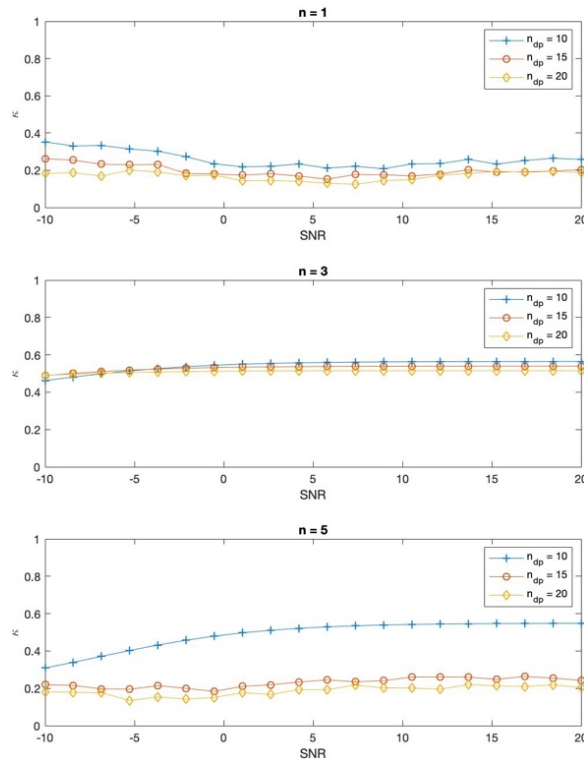 n = 1
1
0.8
0.6
0.4
0.2
0
κ
n_dp = 10
n_dp = 15
n_dp = 20
-10 -5 0 5 10 15 20
SNR
n = 3
1
0.8
0.6
0.4
0.2
0
κ
n_dp = 10
n_dp = 15
n_dp = 20
-10 -5 0 5 10 15 20
SNR
n = 5
1
0.8
0.6
0.4
0.2
0
κ
n_dp = 10
n_dp = 15
n_dp = 20
-10 -5 0 5 10 15 20
SNR